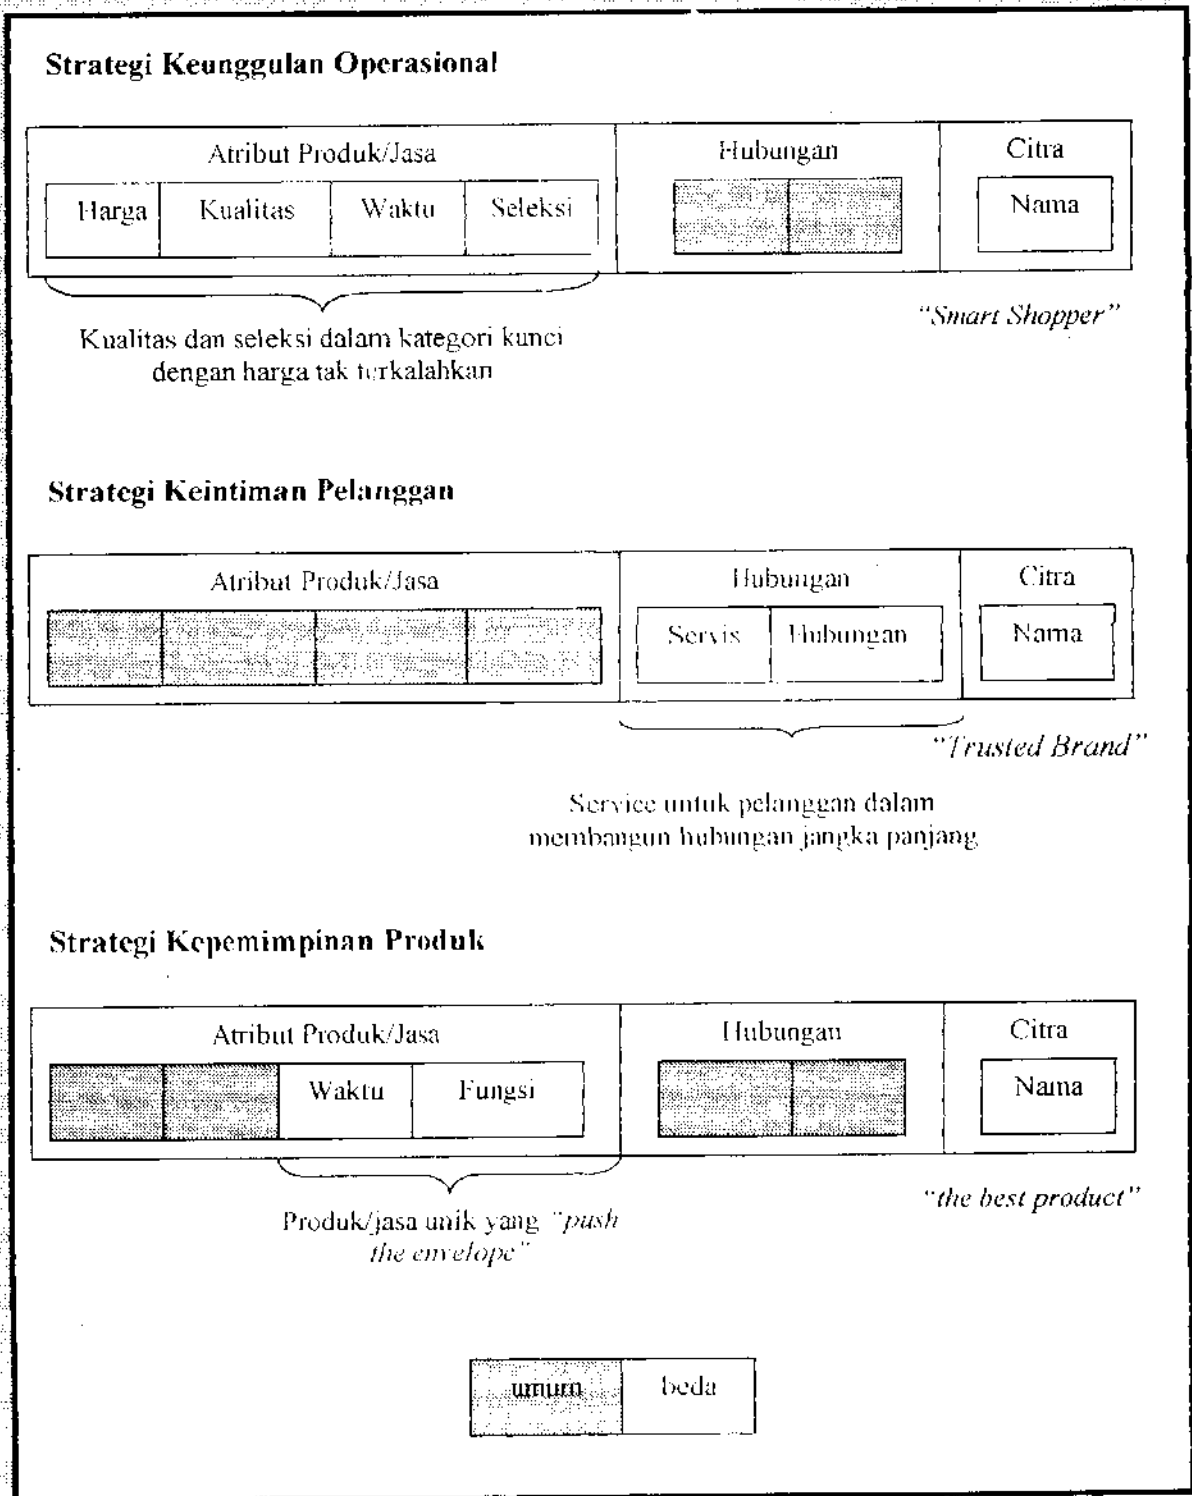 Strategi Keunggulan Operasional
Atribut Produk/Jasa
Hubungan
Citra
Harga
Kualitas
Waktu
Seleksi
Nama
"Smart Shopper"
Kualitas dan seleksi dalam kategori kunci
dengan harga tak terkalahkan
Strategi Keintiman Pelanggan
Atribut Produk/Jasa
Hubungan
Citra
Servis
Hubungan
Nama
"Trusted Brand"
Service untuk pelanggan dalam
membangun hubungan jangka panjang
Strategi Kepemimpinan Produk
Atribut Produk/Jasa
Hubungan
Citra
Waktu
Fungsi
Nama
"the best product"
Produk/jasa unik yang "push
the envelope"
umum
beda